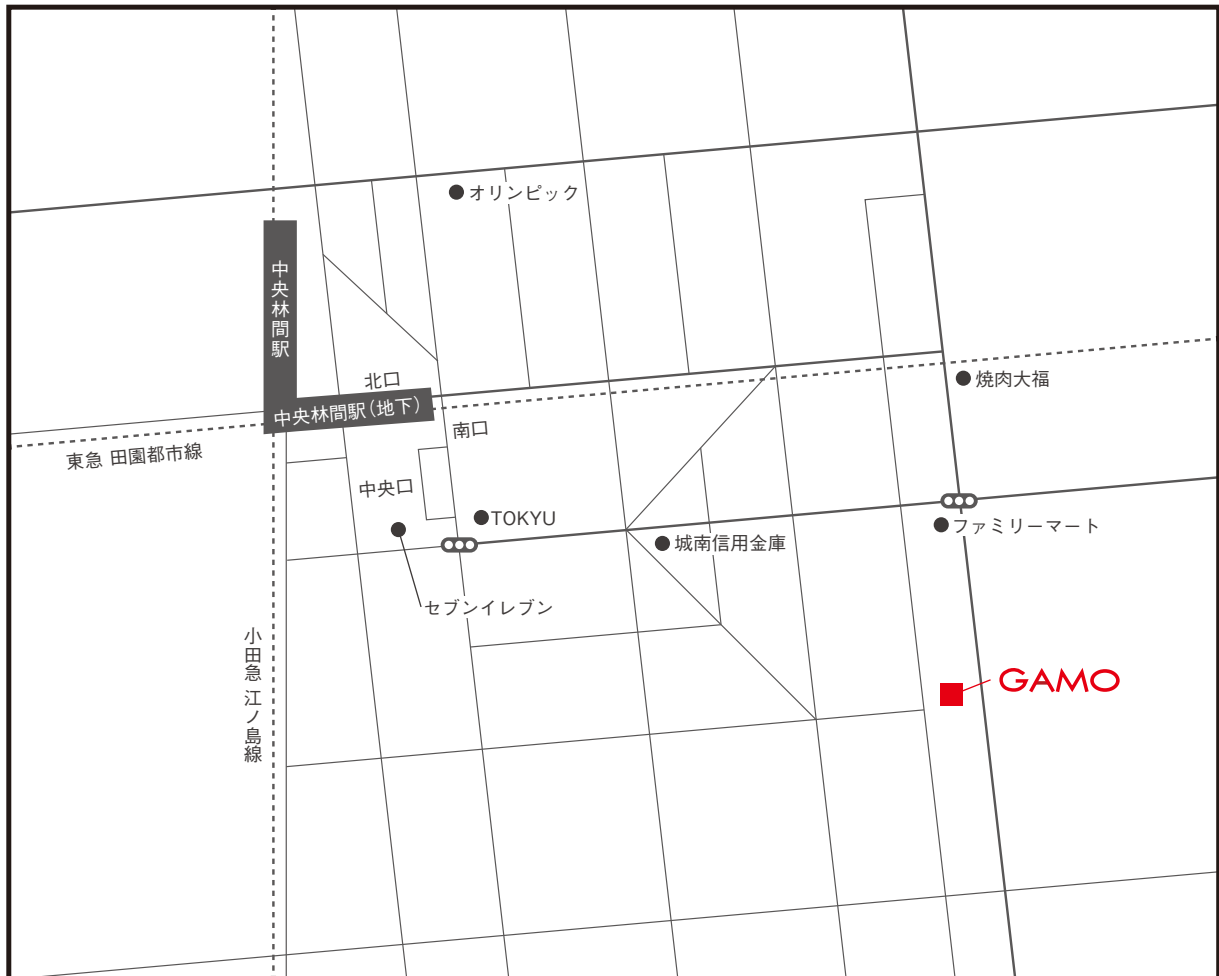 オリンピック
中央林間駅
北口
焼肉大福
中央林間駅(地下)
南口
東急 田園都市線
中央口
TOKYU
ファミリーマート
城南信用金庫
セブンイレブン
小田急 江ノ島線
GAMO